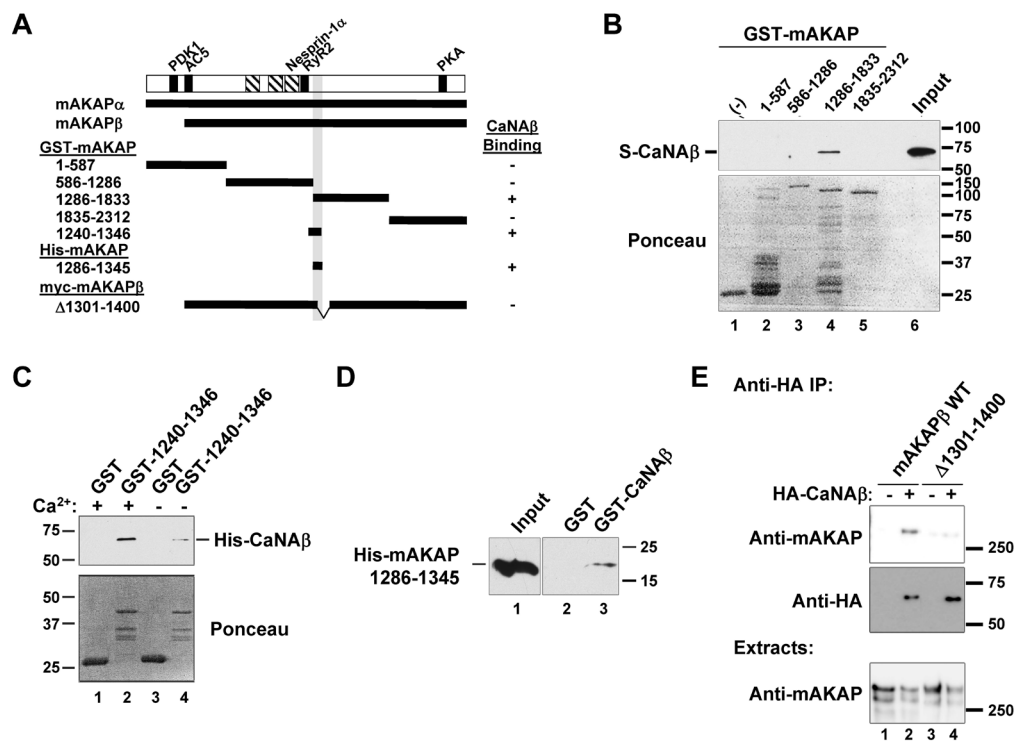 A
PDK1
AC5
Nesprin-1α
RyR2
PKA
mAKAPα
mAKAPβ
CaNAβ
Binding
GST-mAKAP
1-587 -
586-1286 -
1286-1833 +
1835-2312 -
1240-1346 +
His-mAKAP
1286-1345 +
myc-mAKAPβ
Δ1301-1400 -
B
GST-mAKAP
(-)
1-587
586-1286
1286-1833
1835-2312
Input
S-CaNAβ
100
75
50
Ponceau
150
100
75
50
37
25
1 2 3 4 5 6
C
GST
GST-1240-1346
GST
GST-1240-1346
Ca2+: + + - -
75
50
His-CaNAβ
50
37
25
Ponceau
1 2 3 4
D
Input
GST
GST-CaNAβ
His-mAKAP
1286-1345
25
15
1 2 3
E
Anti-HA IP:
mAKAPβ WT
Δ1301-1400
HA-CaNAβ: - + - +
Anti-mAKAP
250
Anti-HA
75
50
Extracts:
Anti-mAKAP
250
1 2 3 4